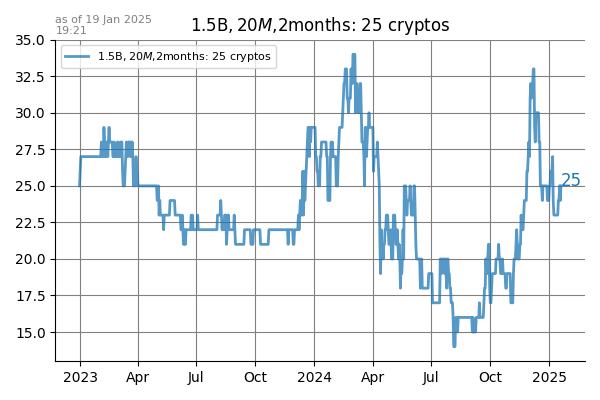 as of 19 Jan 2025
19:21
1.5B, 20M,2months: 25 cryptos
1.5B, 20M,2months: 25 cryptos
35.0
32.5
30.0
27.5
25.0
22.5
20.0
17.5
15.0
25
2023
Apr
Jul
Oct
2024
Apr
Jul
Oct
2025